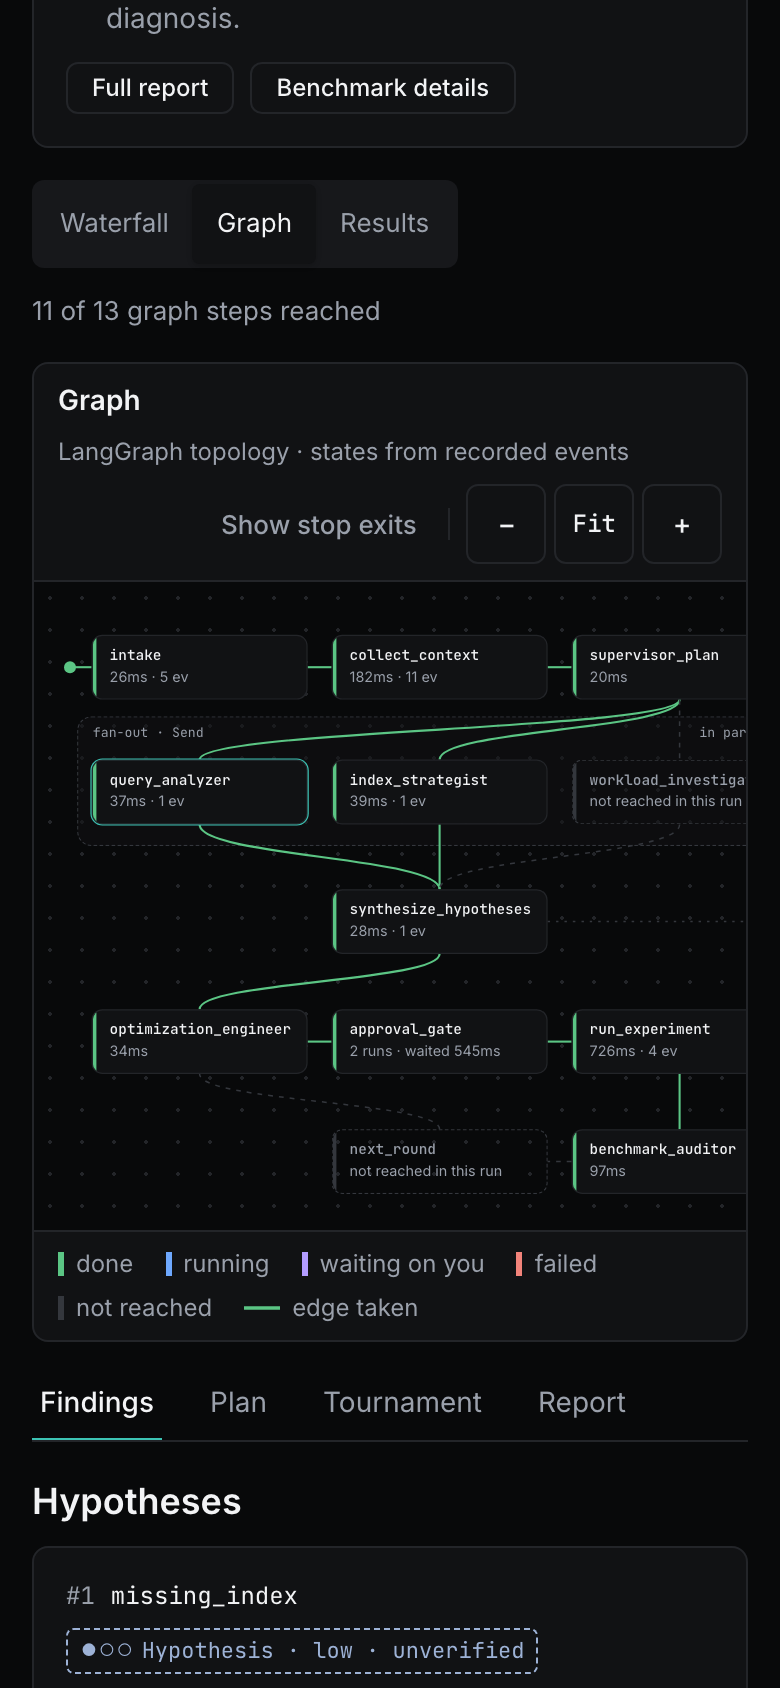 diagnosis.
Full report
Benchmark details
Waterfall
Graph
Results
11 of 13 graph steps reached
Graph
LangGraph topology · states from recorded events
Show stop exits
−
Fit
+
intake
26ms · 5 ev
collect_context
182ms · 11 ev
supervisor_plan
20ms
fan-out · Send
in par
query_analyzer
37ms · 1 ev
index_strategist
39ms · 1 ev
workload_investiga
not reached in this run
synthesize_hypotheses
28ms · 1 ev
optimization_engineer
34ms
approval_gate
2 runs · waited 545ms
run_experiment
726ms · 4 ev
next_round
not reached in this run
benchmark_auditor
97ms
done
running
waiting on you
failed
not reached
edge taken
Findings
Plan
Tournament
Report
Hypotheses
#1 missing_index
●○○ Hypothesis · low · unverified